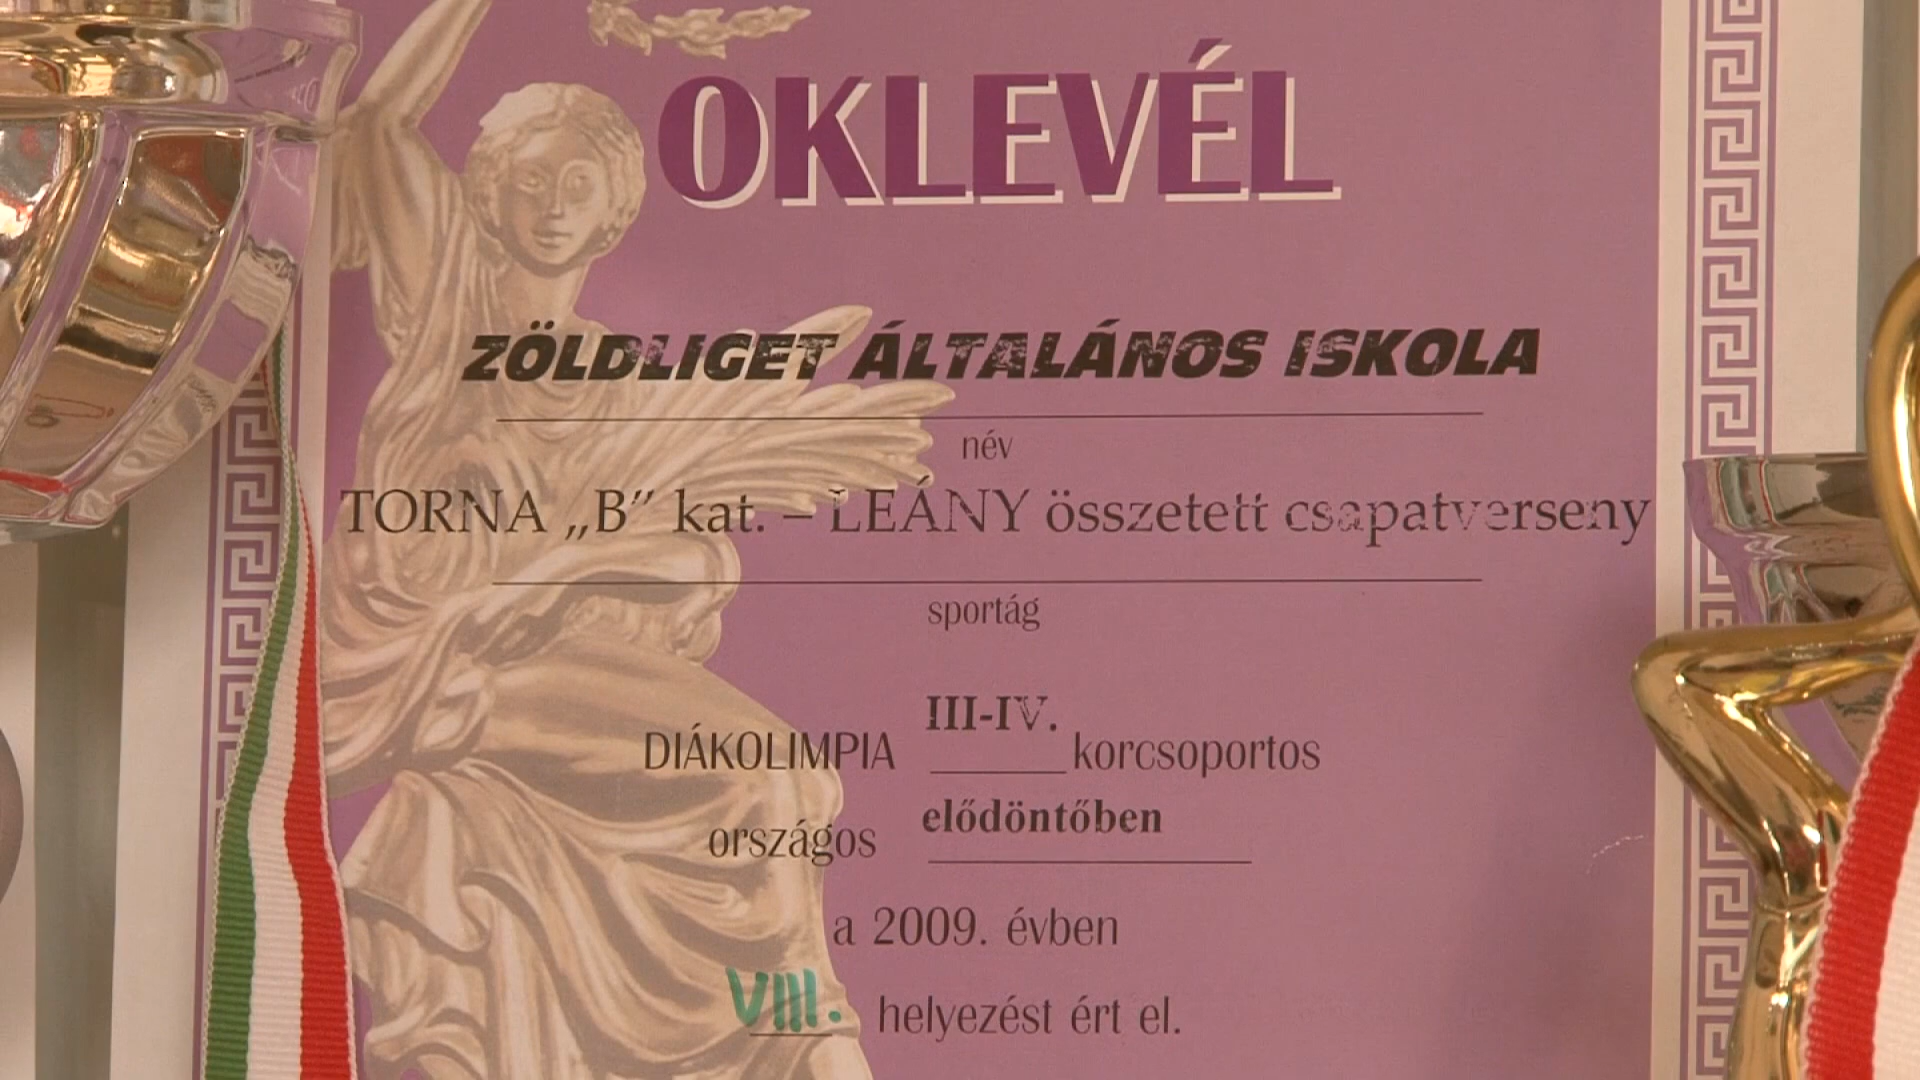 OKLEVÉL
ZÖLDLIGET ÁLTALÁNOS ISKOLA
név
TORNA „B” kat. – LEÁNY összetett csapatverseny
sportág
DIÁKOLIMPIA III-IV. korcsoportos
országos elődöntőben
a 2009. évben
VIII. helyezést ért el.